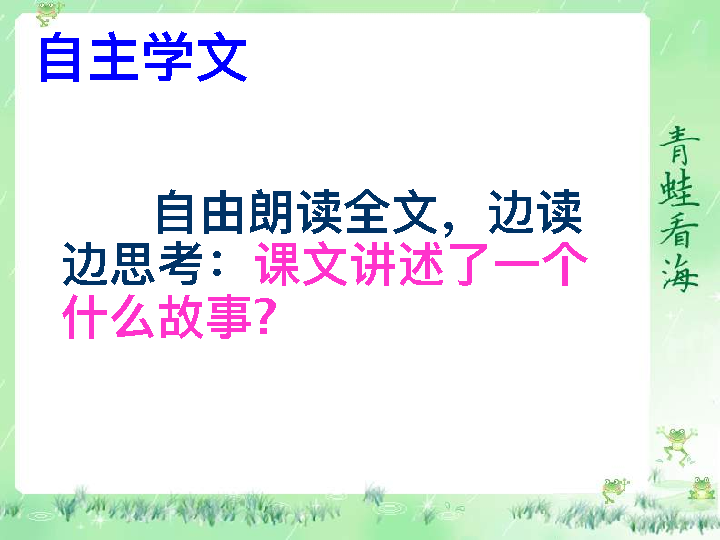 自主学文
自由朗读全文，边读
边思考：课文讲述了一个
什么故事？
青蛙看海